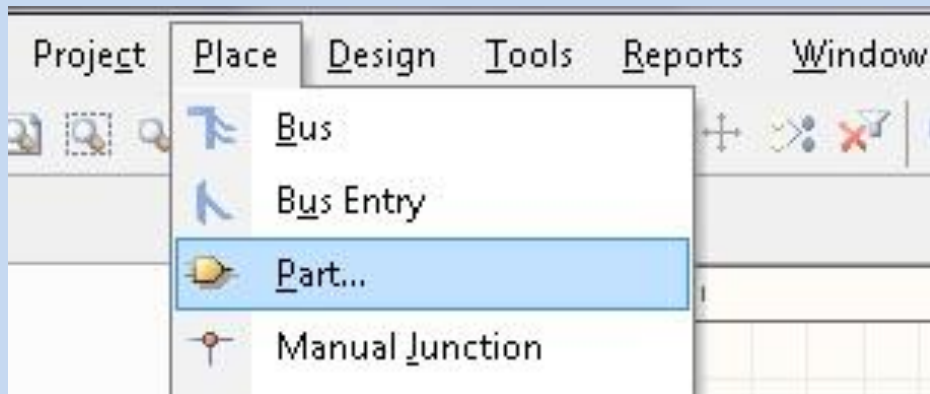 Project Place Design Tools Reports Window
Bus
Bus Entry
Part...
Manual Junction